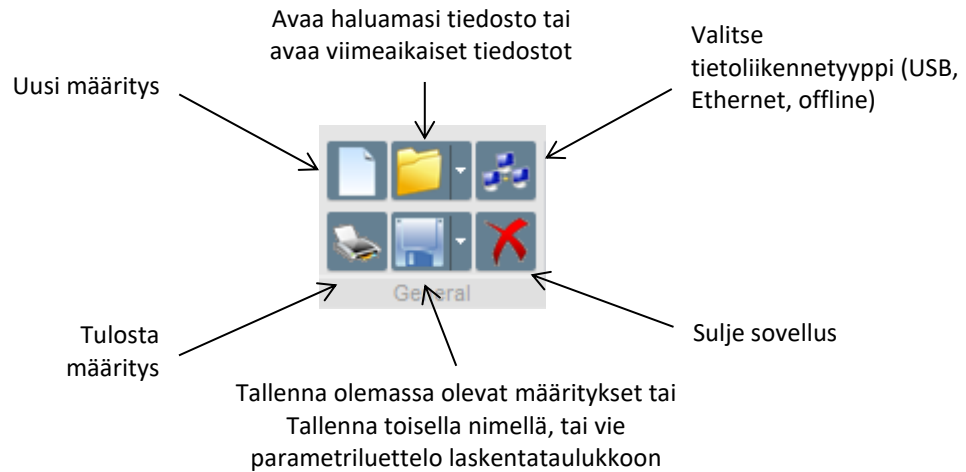 Avaa haluamasi tiedosto tai
avaa viimeaikaiset tiedostot
Valitse
tietoliikennetyyppi (USB,
Ethernet, offline)
Uusi määritys
General
Tulosta
määritys
Sulje sovellus
Tallenna olemassa olevat määritykset tai
Tallenna toisella nimellä, tai vie
parametriluettelo laskentataulukkoon